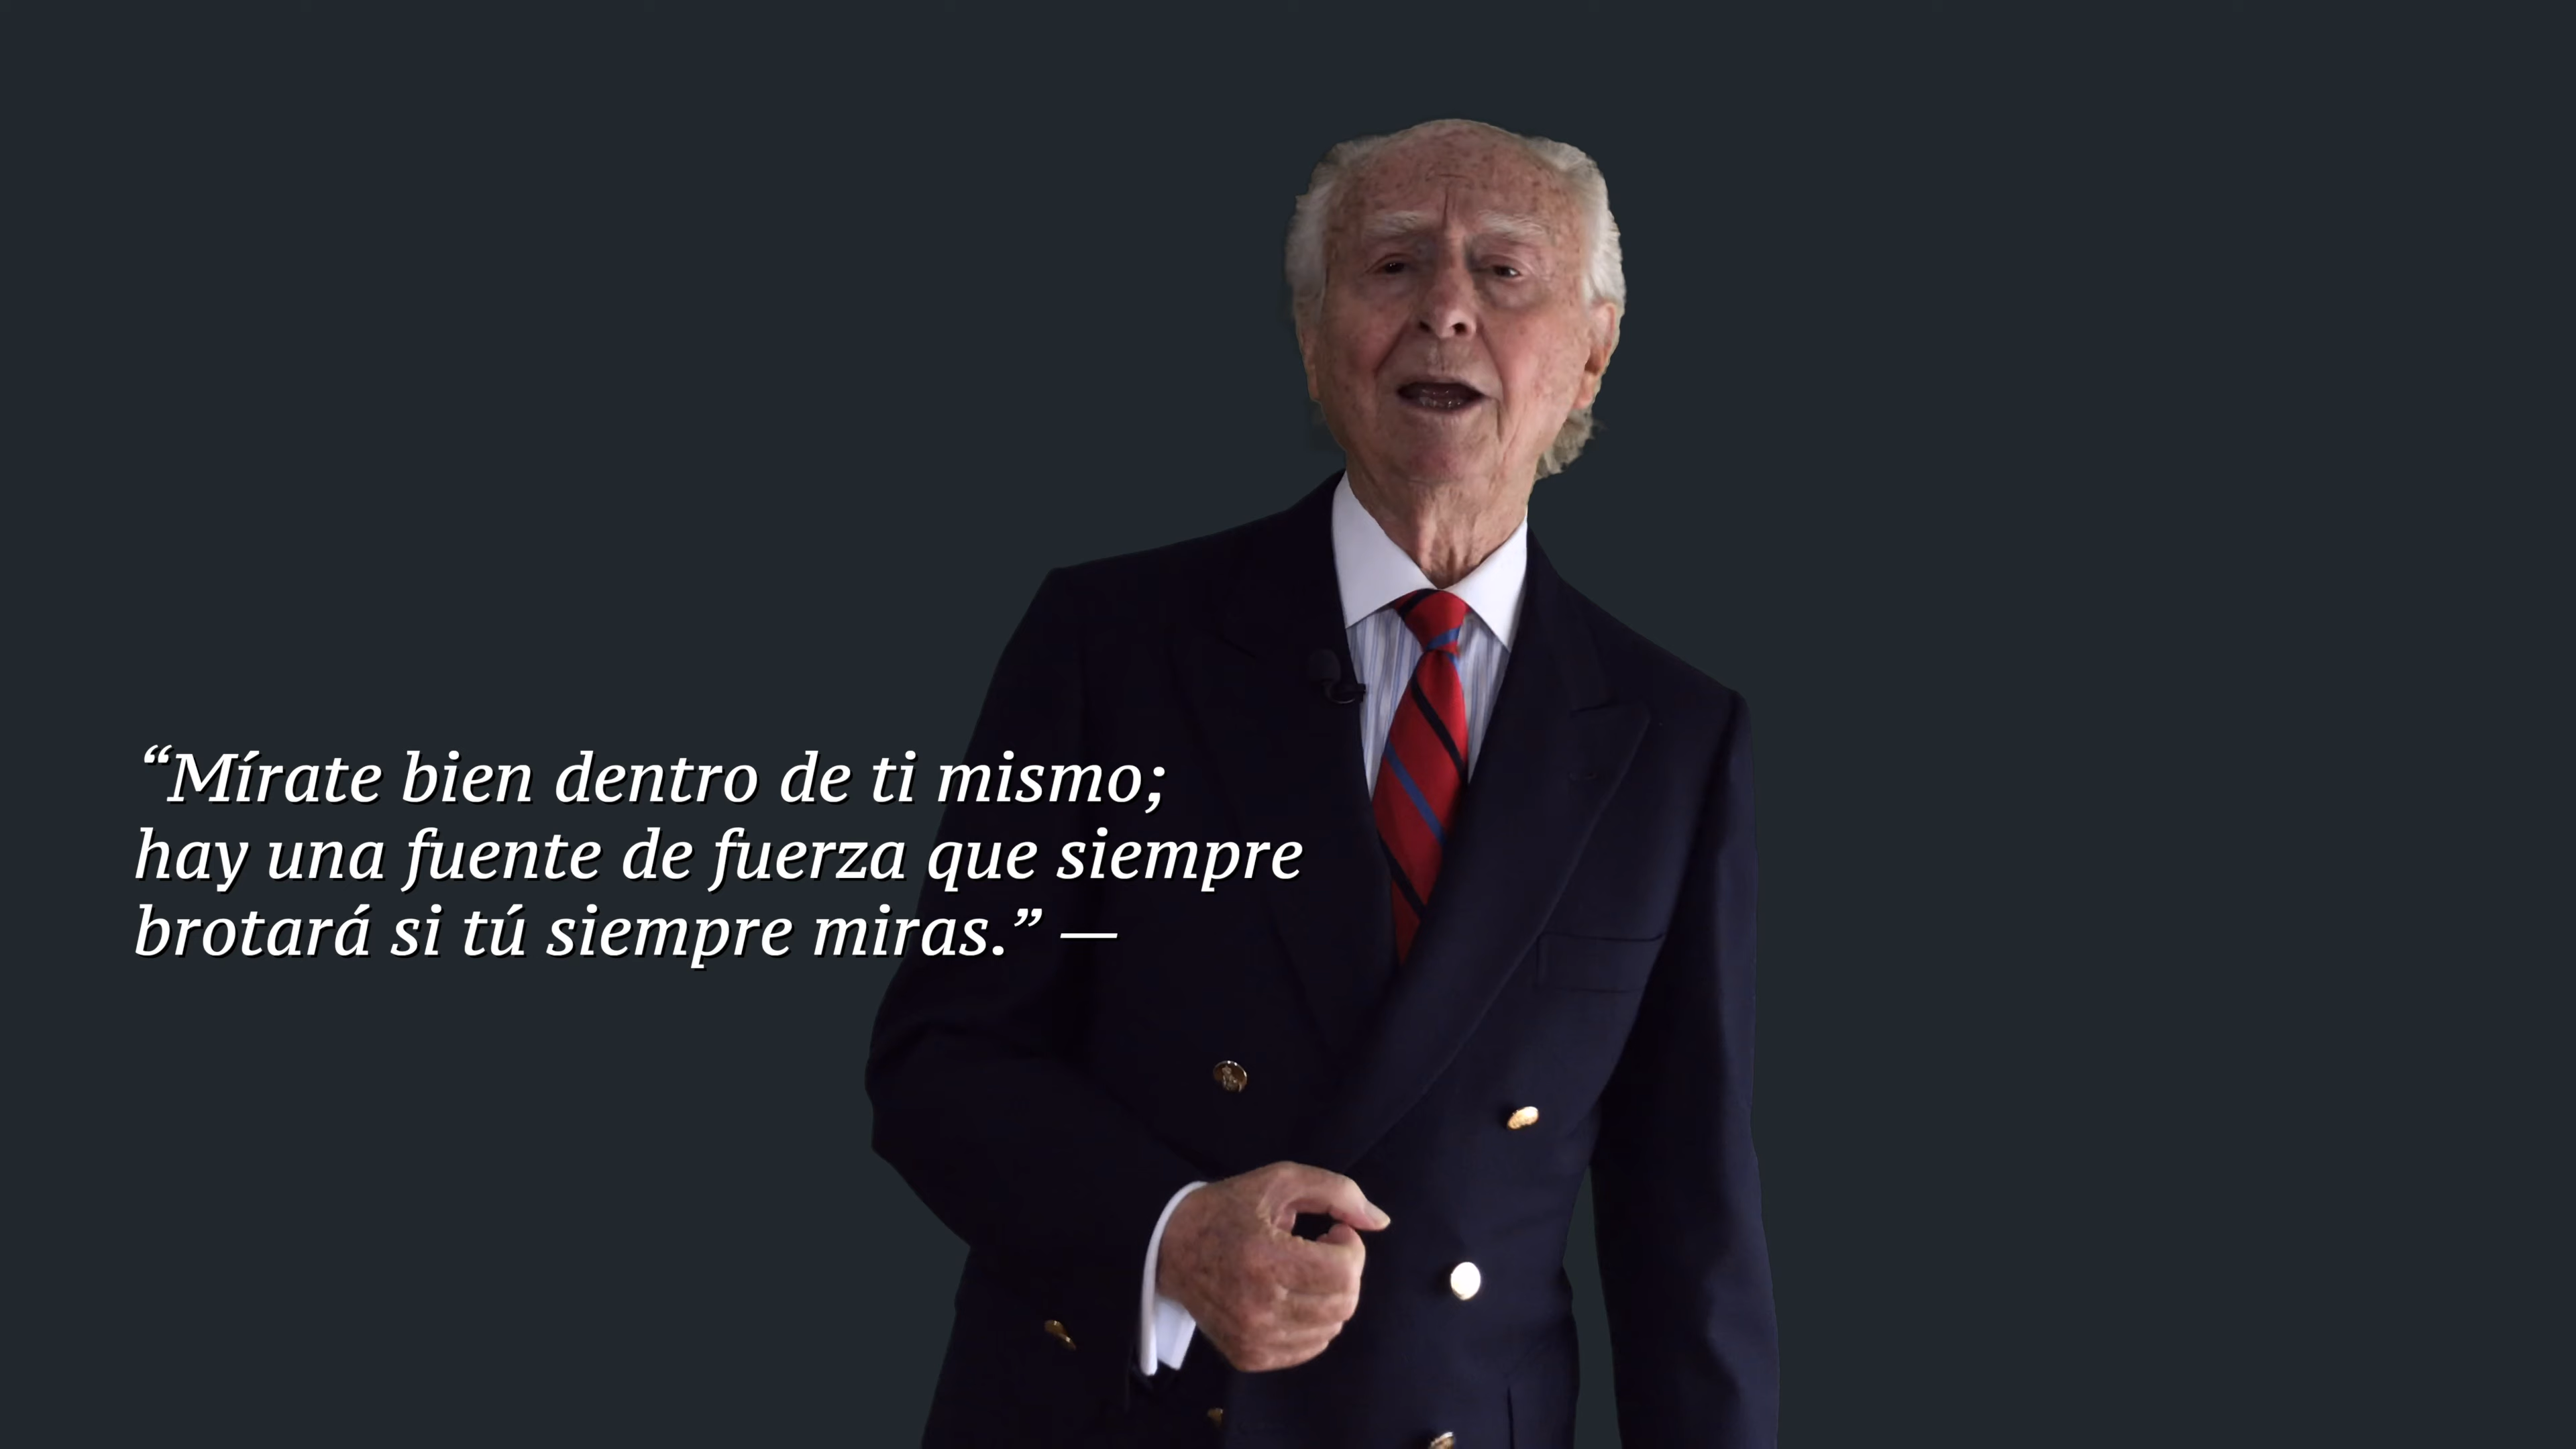 “Mírate bien dentro de ti mismo;
hay una fuente de fuerza que siempre
brotará si tú siempre miras.” —